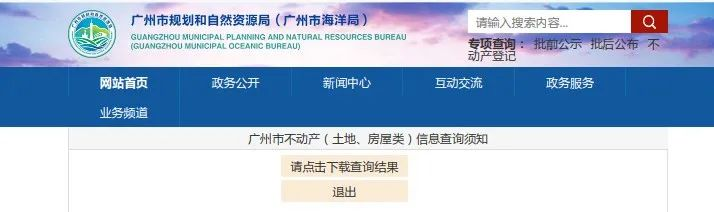 广州市规划和自然资源局（广州市海洋局）
GUANGZHOU MUNICIPAL PLANNING AND NATURAL RESOURCES BUREAU
(GUANGZHOU MUNICIPAL OCEANIC BUREAU)
请输入搜索内容...
专项查询： 批前公示 批后公布 不
动产登记
网站首页 政务公开 新闻中心 互动交流 政务服务
业务频道
广州市不动产（土地、房屋类）信息查询须知
请点击下载查询结果
退出